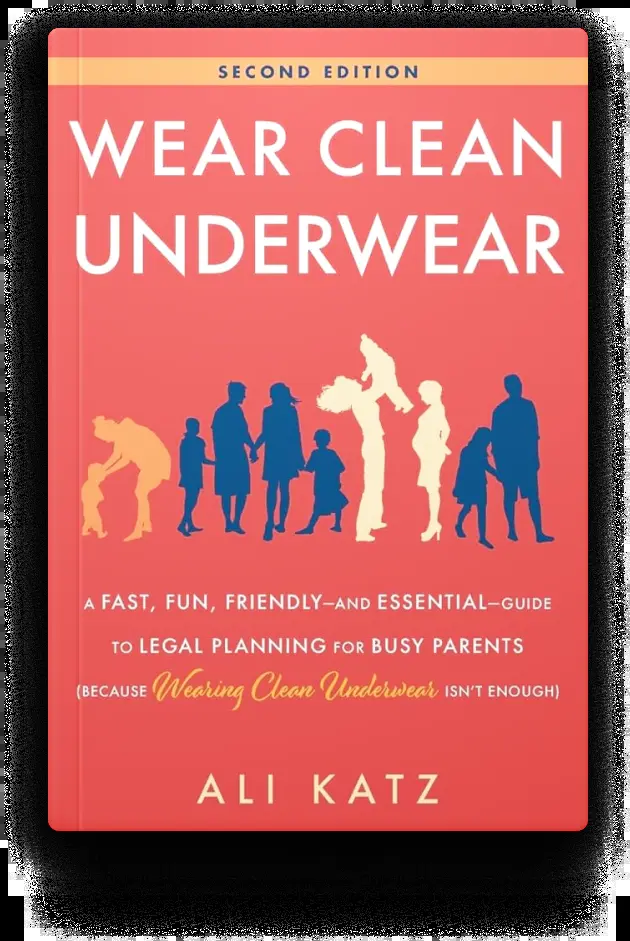 SECOND EDITION
WEAR CLEAN
UNDERWEAR
A FAST, FUN, FRIENDLY—AND ESSENTIAL—GUIDE
TO LEGAL PLANNING FOR BUSY PARENTS
(BECAUSE Wearing Clean Underwear ISN'T ENOUGH)
ALI KATZ